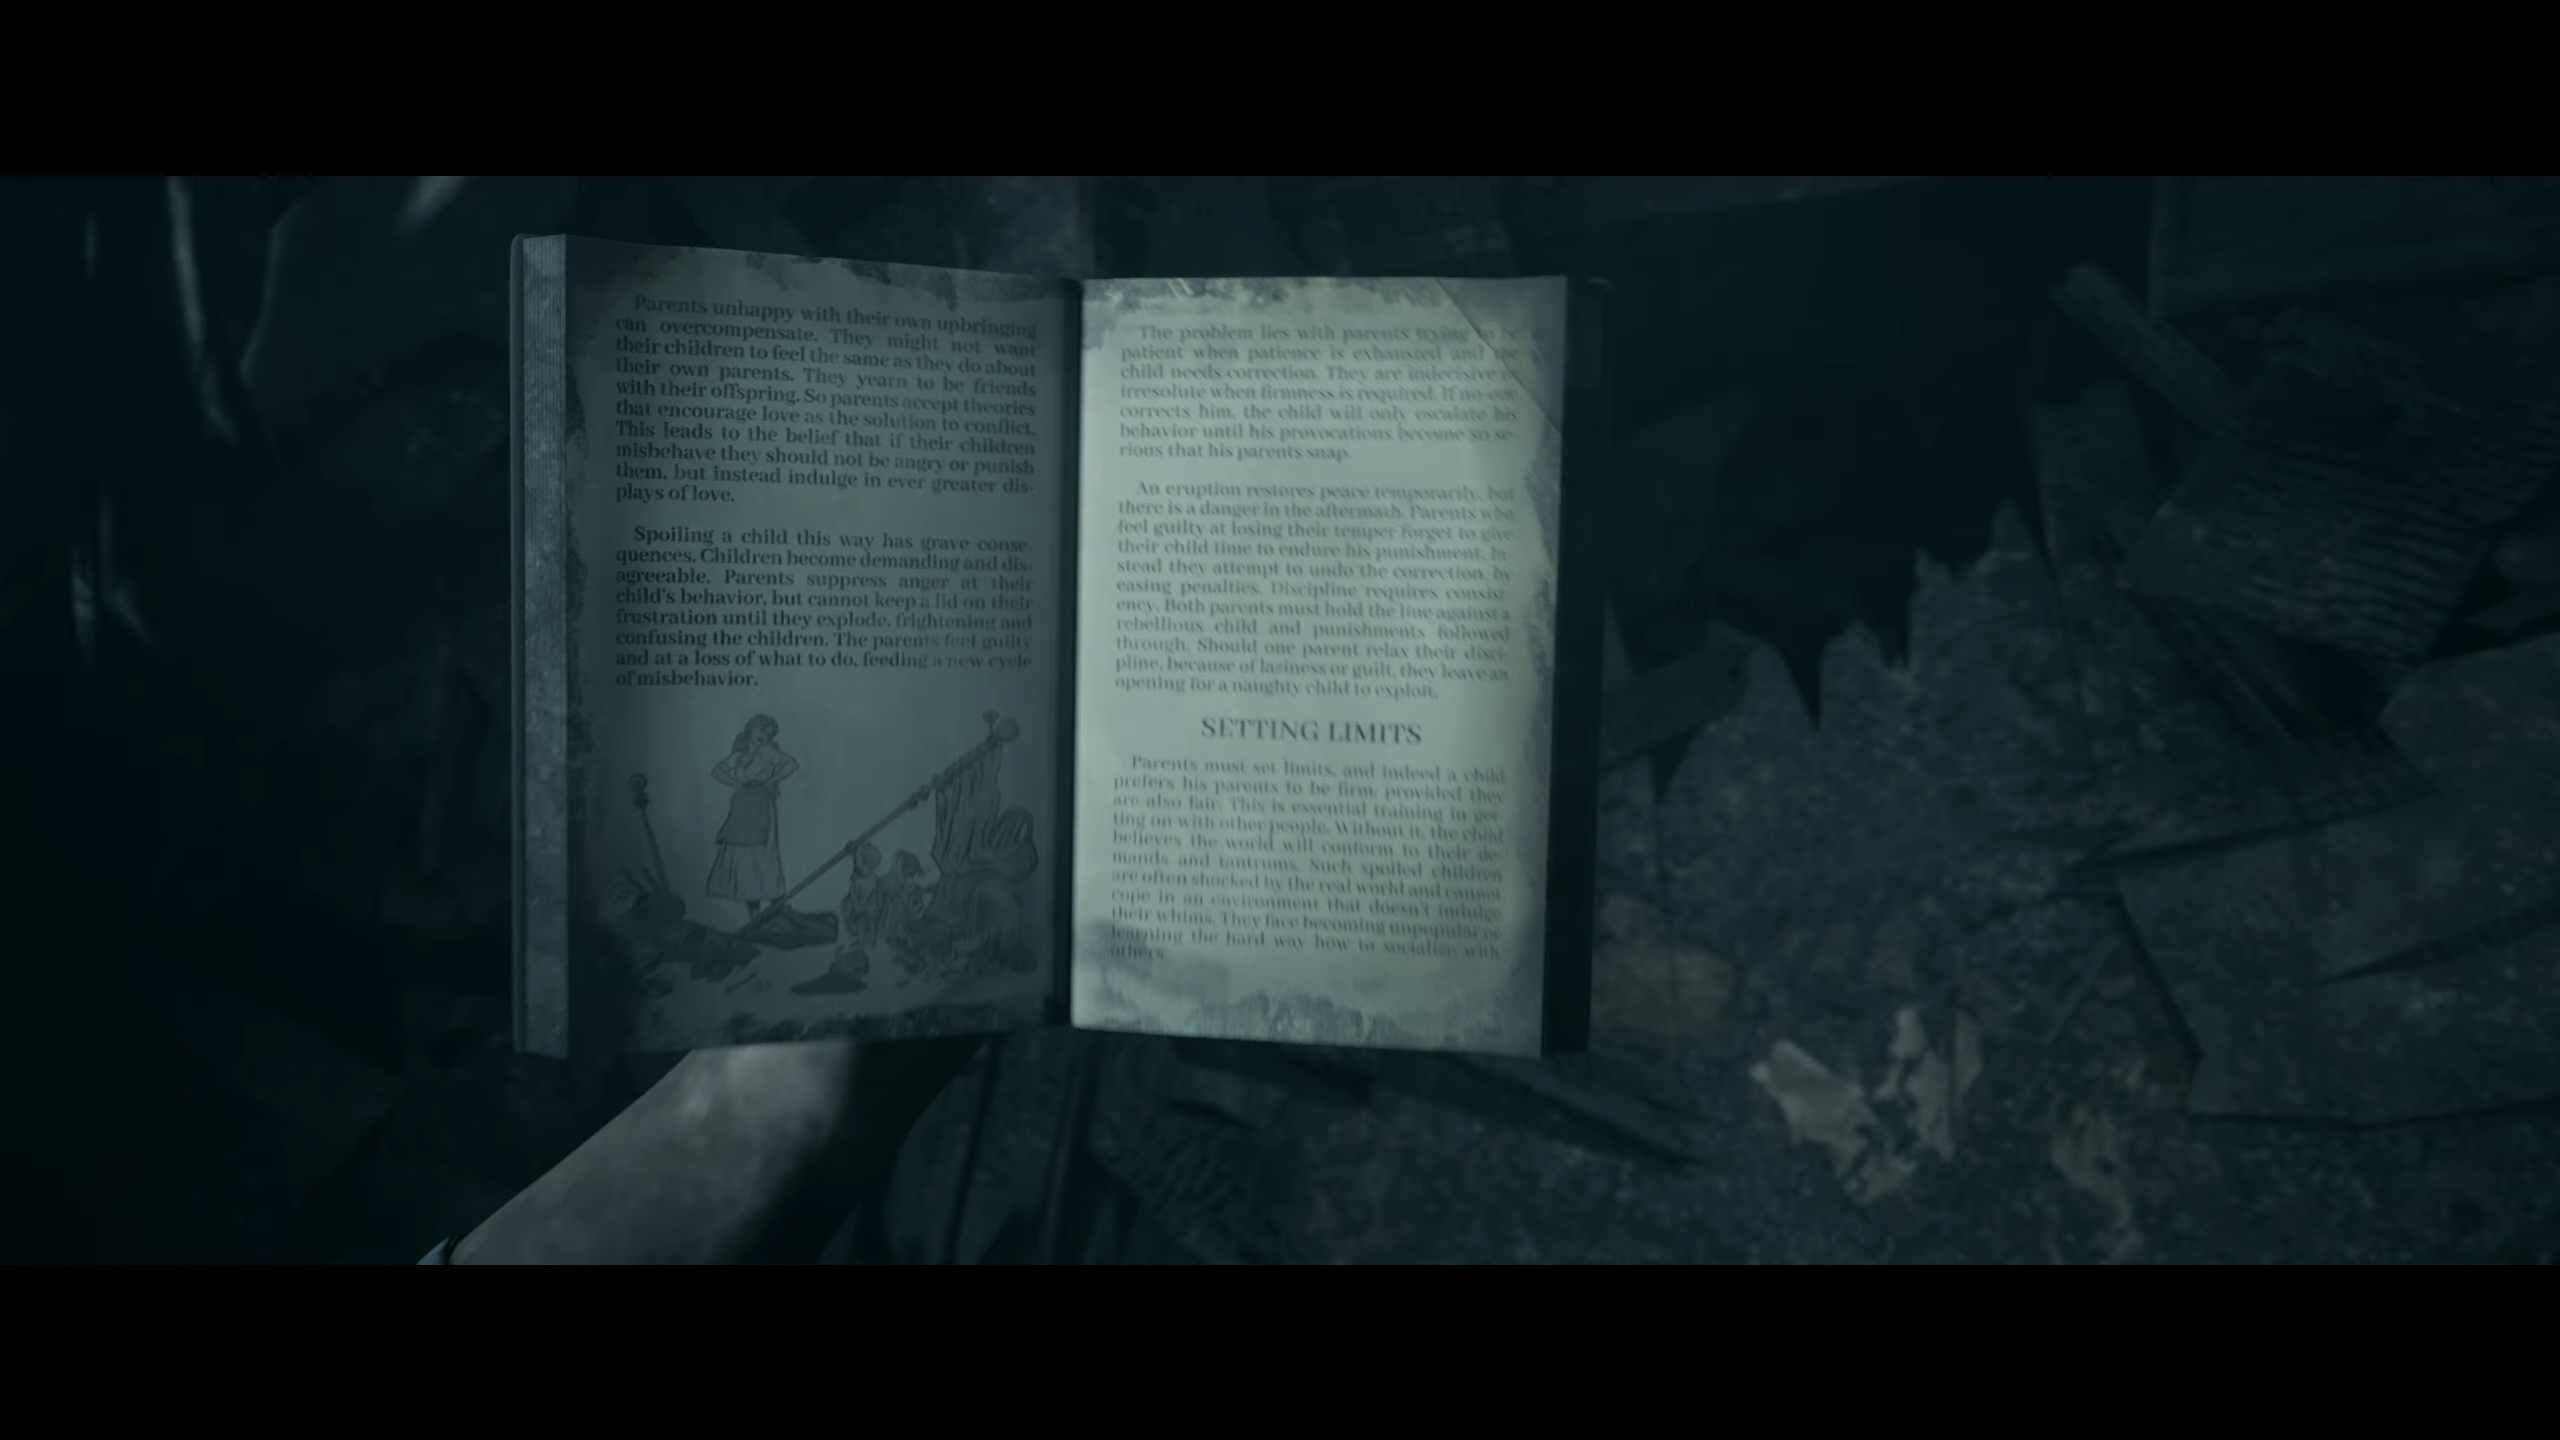 Parents unhappy with their own upbringing
can overcompensate. They might not want
their children to feel the same as they do about
their own parents. They yearn to be friends
with their offspring. So parents accept theories
that encourage love as the solution to conflict.
This leads to the belief that if their children
misbehave they should not be angry or punish
them, but instead indulge in ever greater dis-
plays of love.
Spoiling a child this way has grave conse-
quences. Children become demanding and dis-
agreeable. Parents suppress anger at their
child's behavior, but cannot keep a lid on their
frustration until they explode, frightening and
confusing the children. The parents feel guilty
and at a loss of what to do, feeding a new cycle
of misbehavior.
The problem lies with parents trying to be
patient when patience is exhausted and the
child needs correction. They are indecisive or
irresolute when firmness is required. If no-one
corrects him, the child will only escalate his
behavior until his provocations become so se-
rious that his parents snap.
An eruption restores peace temporarily, but
there is a danger in the aftermath. Parents who
feel guilty at losing their temper forget to give
their child time to endure his punishment. In-
stead they attempt to undo the correction, by
easing penalties. Discipline requires consist-
ency. Both parents must hold the line against a
rebellious child and punishments followed
through. Should one parent relax their disci-
pline, because of laziness or guilt, they leave an
opening for a naughty child to exploit.
SETTING LIMITS
Parents must set limits, and indeed a child
prefers his parents to be firm, provided they
are also fair. This is essential training in get-
ting on with other people. Without it, the child
believes the world will conform to their de-
mands and tantrums. Such spoiled children
are often shocked by the real world and cannot
cope in an environment that doesn't indulge
their whims. They face becoming unpopular or
learning the hard way how to socialize with
others.